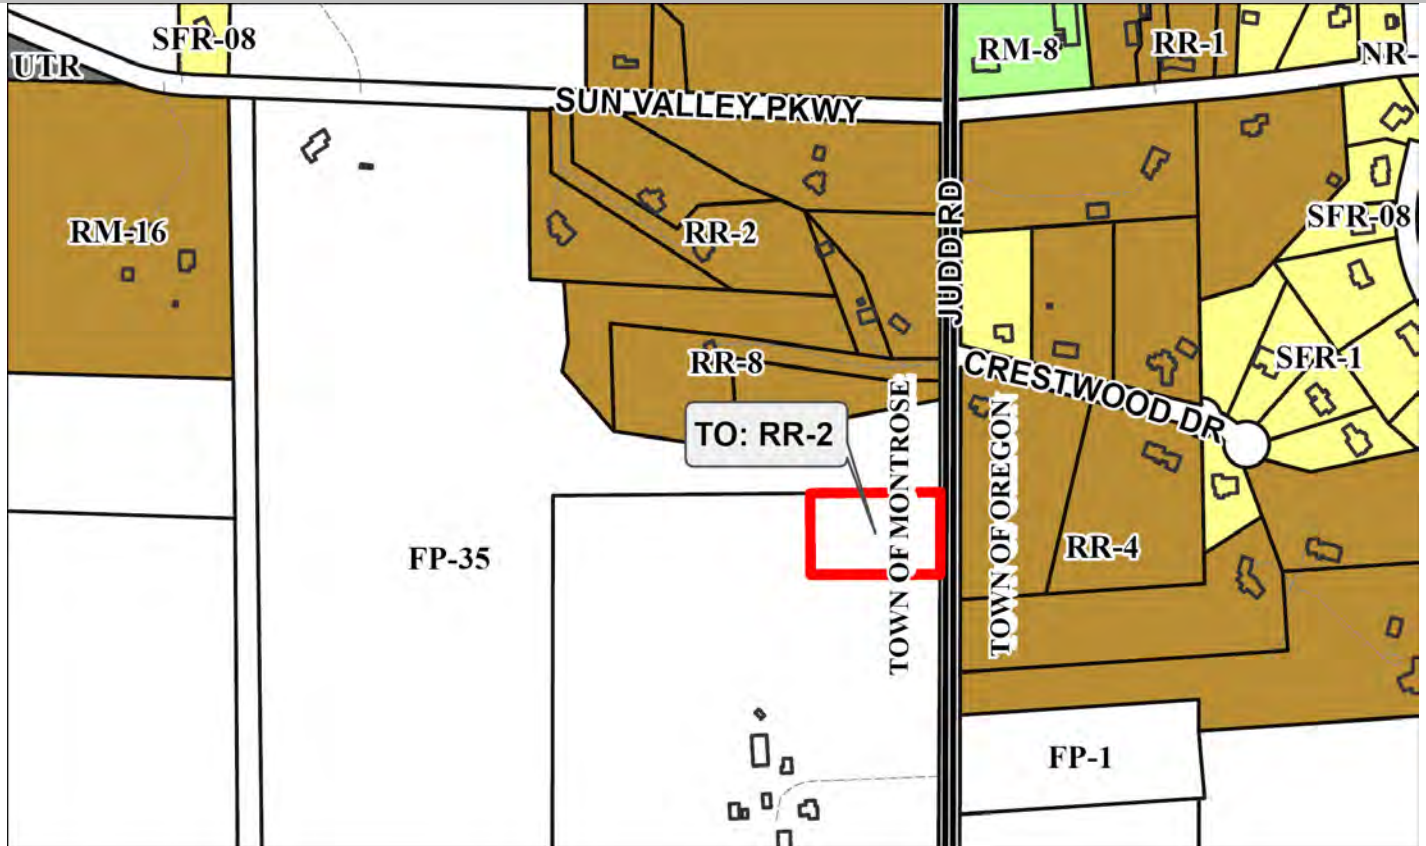 SFR-08
UTR
RM-8
RR-1
NR-
SUN VALLEY PKWY
RM-16
RR-2
JUDD RD
SFR-08
RR-8
CRESTWOOD DR
SFR-1
TO: RR-2
TOWN OF MONTROSE
TOWN OF OREGON
FP-35
RR-4
FP-1